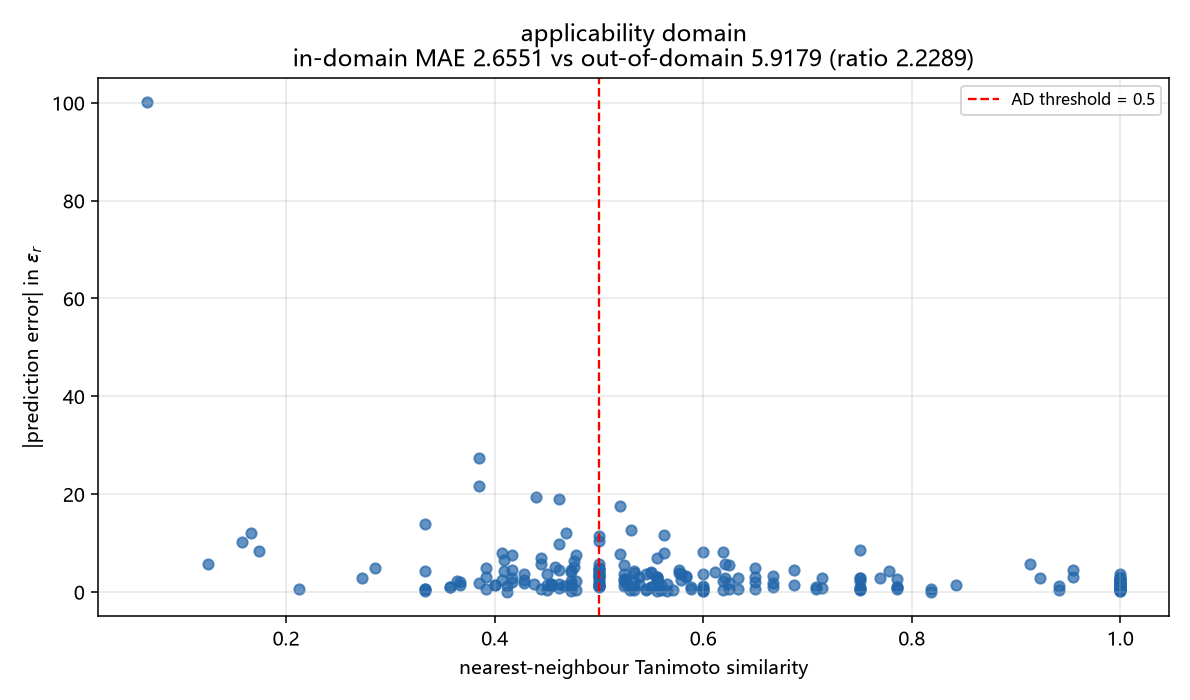 applicability domain
in-domain MAE 2.6551 vs out-of-domain 5.9179 (ratio 2.2289)
AD threshold = 0.5
|prediction error| in εᵣ
100
80
60
40
20
0
0.2 0.4 0.6 0.8 1.0
nearest-neighbour Tanimoto similarity